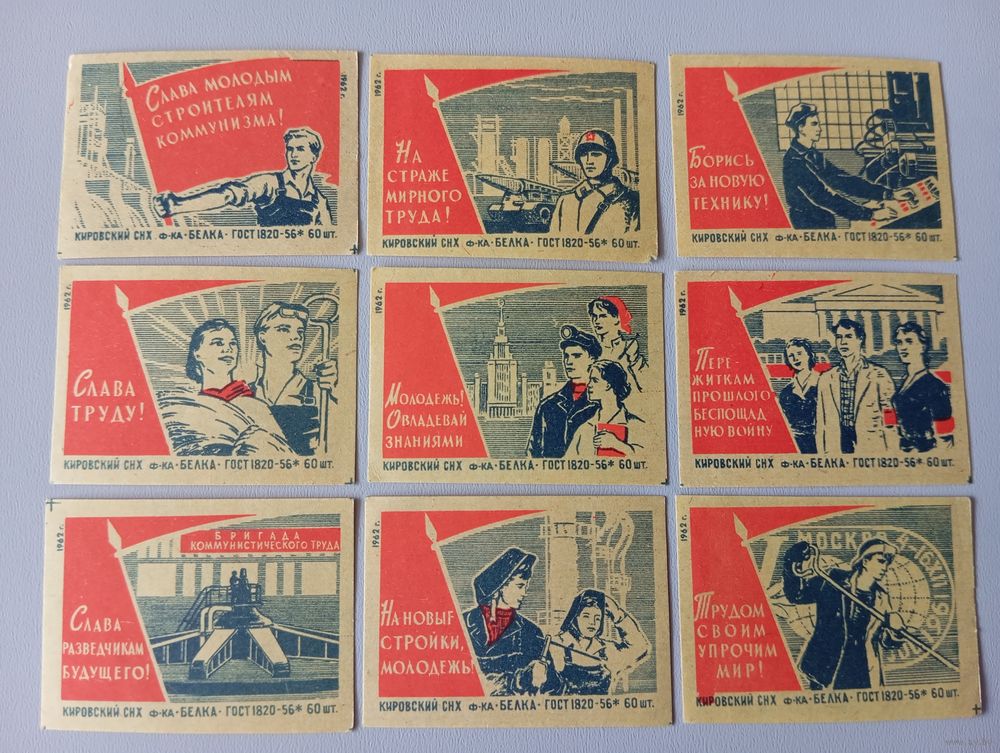 СЛАВА МОЛОДЫМ
СТРОИТЕЛЯМ
КОММУНИЗМА!
1962 г.
КИРОВСКИЙ СНХ Ф-КА · БЕЛКА · ГОСТ 1820-56* 60 ШТ.
1962 г.
НА
СТРАЖЕ
МИРНОГО
ТРУДА!
КИРОВСКИЙ СНХ Ф-КА · БЕЛКА · ГОСТ 1820-56* 60 ШТ.
1962 г.
БОРИСЬ
ЗА НОВУЮ
ТЕХНИКУ!
КИРОВСКИЙ СНХ Ф-КА · БЕЛКА · ГОСТ 1820-56* 60 ШТ.
1962 г.
СЛАВА
ТРУДУ!
КИРОВСКИЙ СНХ Ф-КА · БЕЛКА · ГОСТ 1820-56* 60 ШТ.
1962 г.
МОЛОДЕЖЬ!
ОВЛАДЕВАЙ
ЗНАНИЯМИ
КИРОВСКИЙ СНХ Ф-КА · БЕЛКА · ГОСТ 1820-56* 60 ШТ.
1962 г.
ПЕРЕ-
ЖИТКАМ
ПРОШЛОГО
БЕСПОЩАД
НУЮ ВОЙНУ
КИРОВСКИЙ СНХ Ф-КА · БЕЛКА · ГОСТ 1820-56* 60 ШТ.
1962 г.
БРИГАДА
КОММУНИСТИЧЕСКОГО ТРУДА
СЛАВА
РАЗВЕДЧИКАМ
БУДУЩЕГО!
КИРОВСКИЙ СНХ Ф-КА · БЕЛКА · ГОСТ 1820-56* 60 ШТ.
1962 г.
НА НОВЫЕ
СТРОЙКИ,
МОЛОДЕЖЬ!
КИРОВСКИЙ СНХ Ф-КА · БЕЛКА · ГОСТ 1820-56* 60 ШТ.
МОСКВА 4-16
ТРУДОМ
СВОИМ
УПРОЧИМ
МИР!
КИРОВСКИЙ СНХ Ф-КА · БЕЛКА · ГОСТ 1820-56* 60 ШТ.